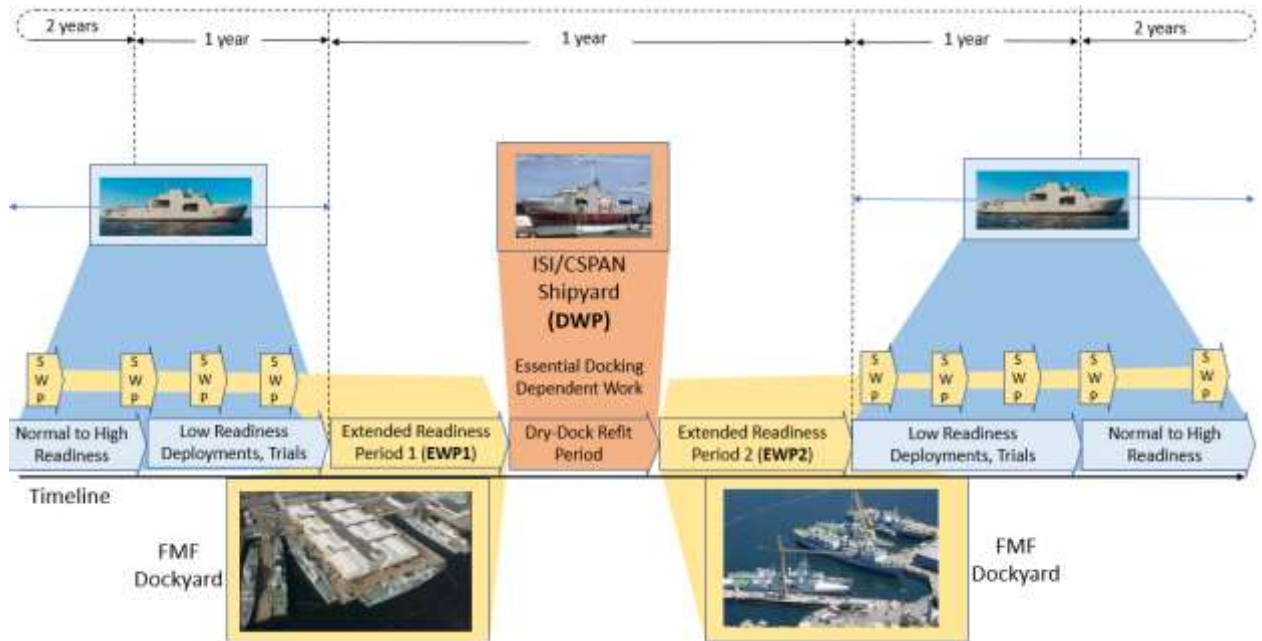 2 years
1 year
1 year
1 year
2 years
ISI/CSPAN
Shipyard
(DWP)
Essential Docking
Dependent Work
S
W
P
S
W
P
S
W
P
S
W
P
S
W
P
S
W
P
S
W
P
S
W
P
S
W
P
Normal to High
Readiness
Low Readiness
Deployments, Trials
Extended Readiness
Period 1 (EWP1)
Dry-Dock Refit
Period
Extended Readiness
Period 2 (EWP2)
Low Readiness
Deployments, Trials
Normal to High
Readiness
Timeline
FMF
Dockyard
FMF
Dockyard